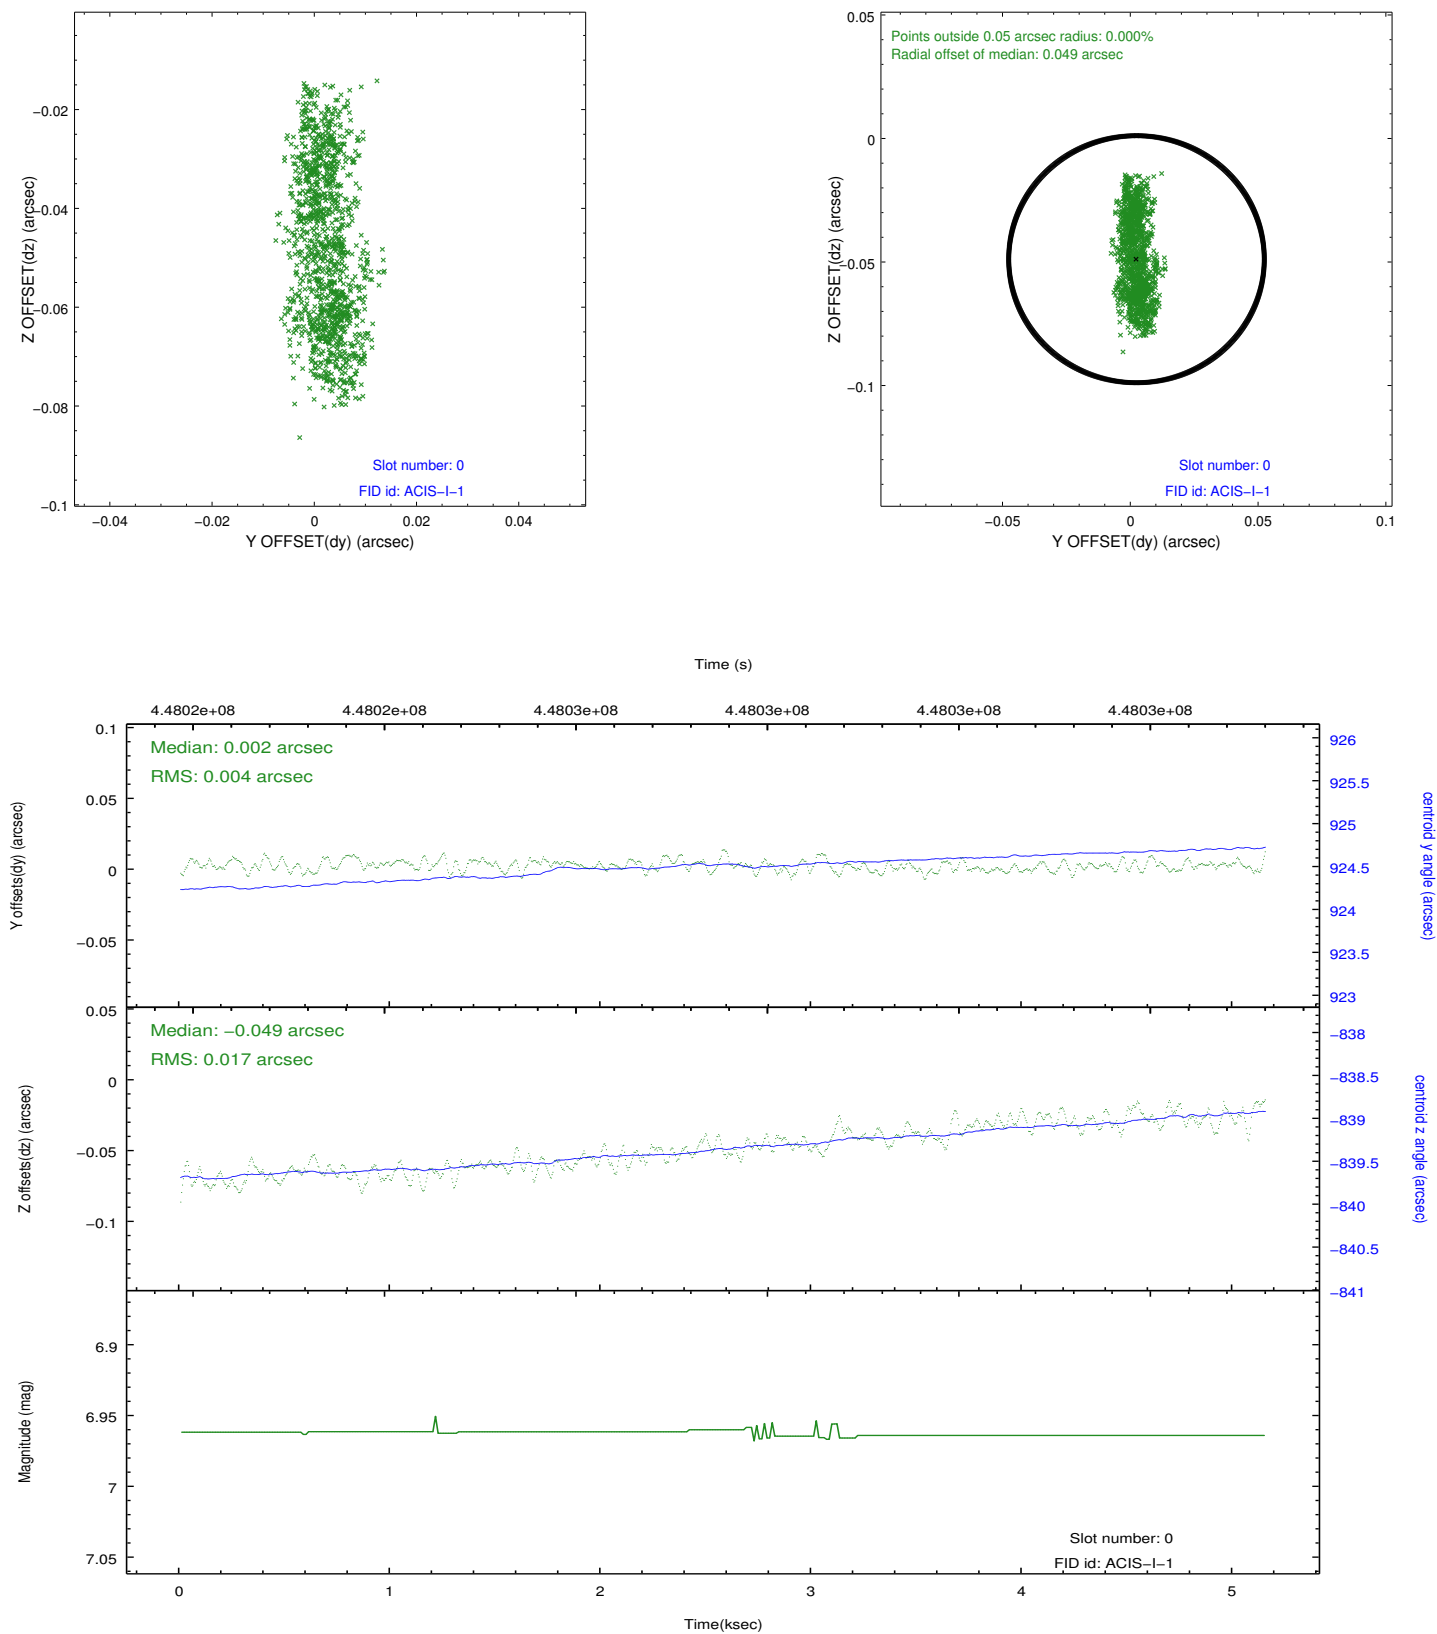 −0.02
−0.04
−0.06
−0.08
−0.1
Z OFFSET(dz) (arcsec)
Slot number: 0
FID id: ACIS−I−1
−0.04
−0.02
0
0.02
0.04
Y OFFSET(dy) (arcsec)
0.05
0
−0.05
−0.1
Z OFFSET(dz) (arcsec)
Points outside 0.05 arcsec radius: 0.000%
Radial offset of median: 0.049 arcsec
Slot number: 0
FID id: ACIS−I−1
−0.05
0
0.05
0.1
Y OFFSET(dy) (arcsec)
Time (s)
4.4802e+08
4.4802e+08
4.4803e+08
4.4803e+08
4.4803e+08
4.4803e+08
0.1
0.05
0
−0.05
Y offsets(dy) (arcsec)
Median: 0.002 arcsec
RMS: 0.004 arcsec
926
925.5
925
924.5
924
923.5
923
centroid y angle (arcsec)
0.05
0
−0.05
−0.1
Z offsets(dz) (arcsec)
Median: −0.049 arcsec
RMS: 0.017 arcsec
−838
−838.5
−839
−839.5
−840
−840.5
−841
centroid z angle (arcsec)
6.9
6.95
7
7.05
Magnitude (mag)
Slot number: 0
FID id: ACIS−I−1
0
1
2
3
4
5
Time(ksec)